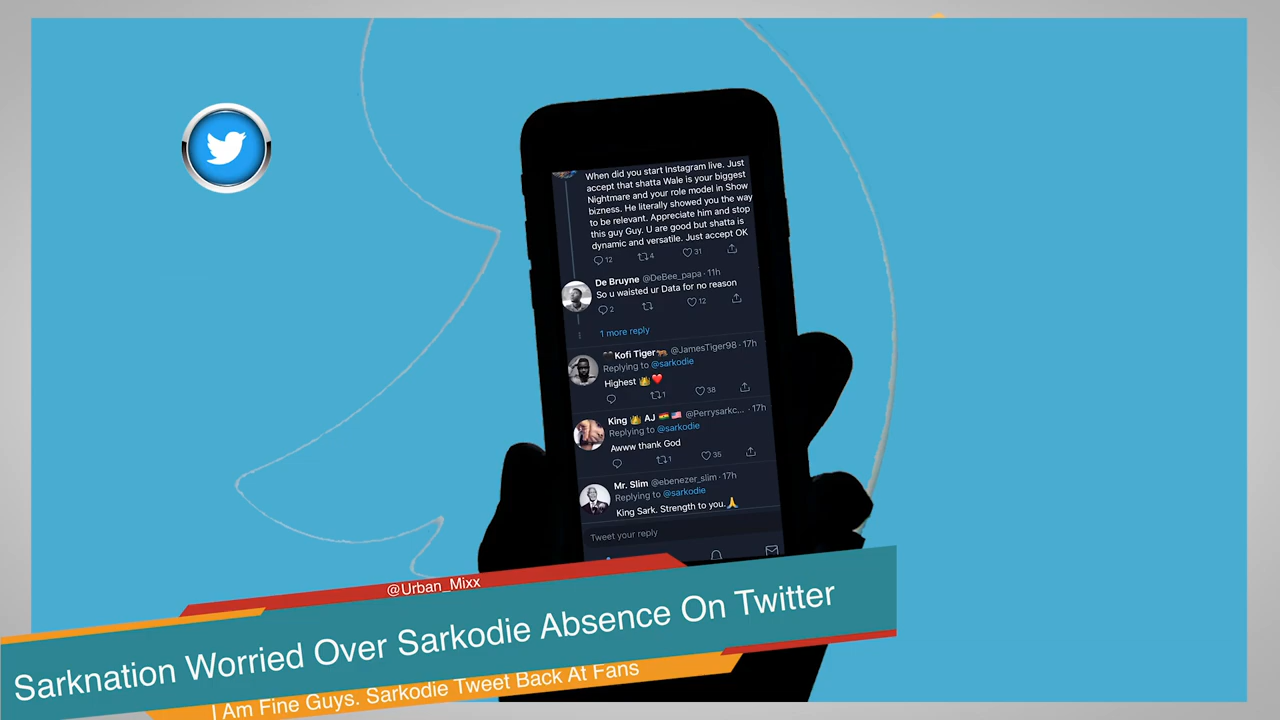 When did you start Instagram live. Just
accept that shatta Wale is your biggest
Nightmare and your role model in Show
bizness. He literally showed you the way
to be relevant. Appreciate him and stop
this guy Guy. U are good but shatta is
dynamic and versatile. Just accept OK
12 4 31
De Bruyne @DeBee_papa · 11h
So u waisted ur Data for no reason
2 12
1 more reply
🏴Kofi Tiger🐅 @JamesTiger98 · 17h
Replying to @sarkodie
Highest 👑❤️
1 38
King 👑 AJ 🇬🇭 🇺🇸 @Perrysarkc... · 17h
Replying to @sarkodie
Awww thank God
1 35
Mr. Slim @ebenezer_slim · 17h
Replying to @sarkodie
King Sark. Strength to you.🙏
Tweet your reply
@Urban_Mixx
Sarknation Worried Over Sarkodie Absence On Twitter
I Am Fine Guys. Sarkodie Tweet Back At Fans